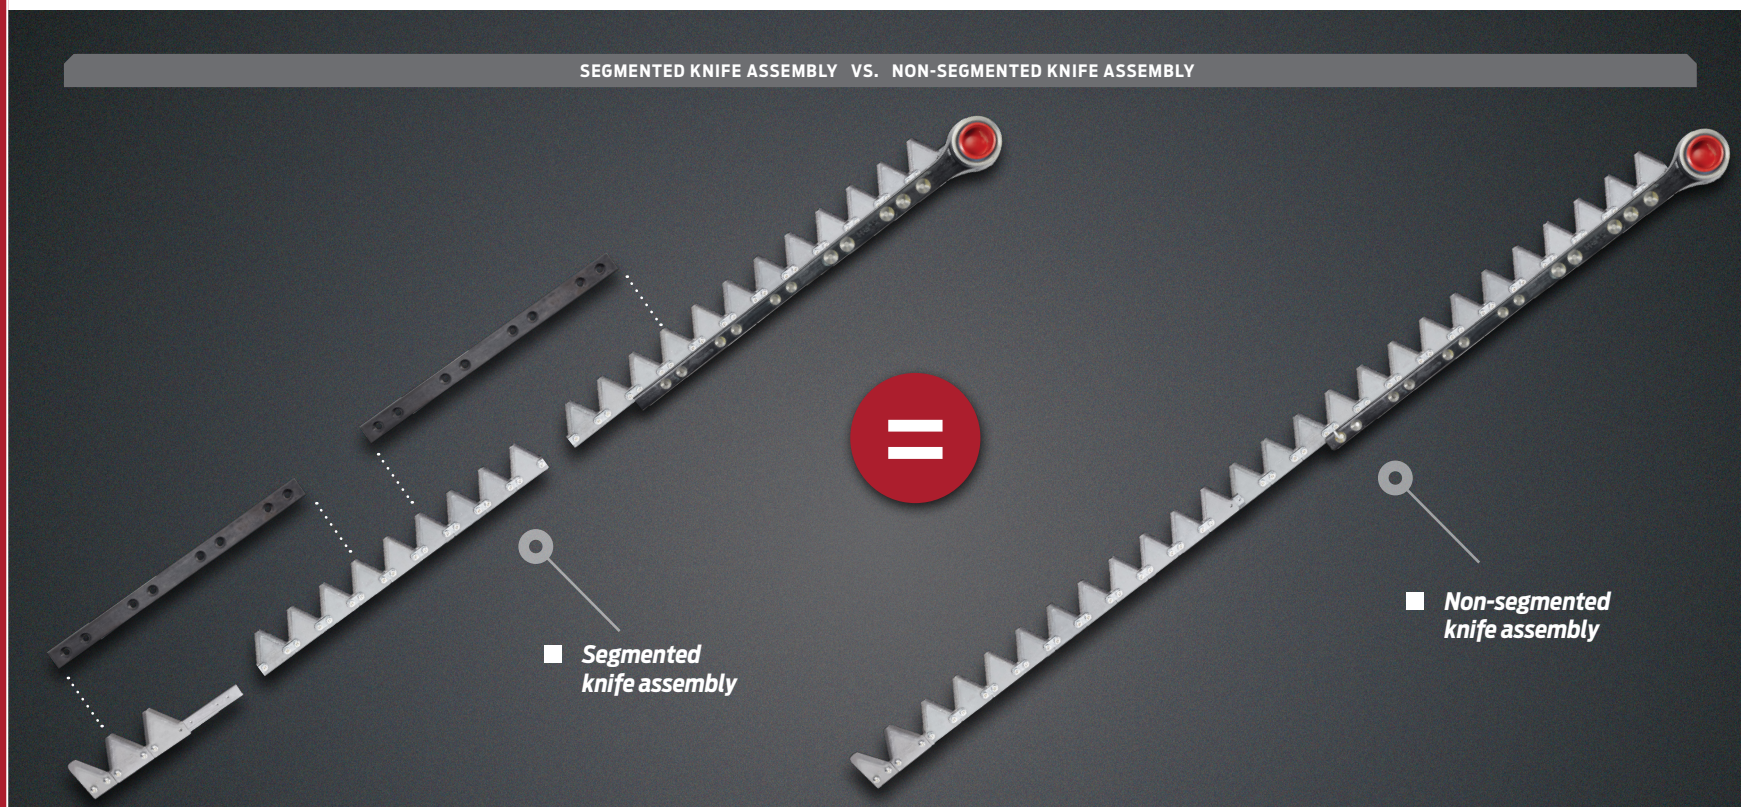 SEGMENTED KNIFE ASSEMBLY VS. NON-SEGMENTED KNIFE ASSEMBLY
=
Segmented
knife assembly
Non-segmented
knife assembly